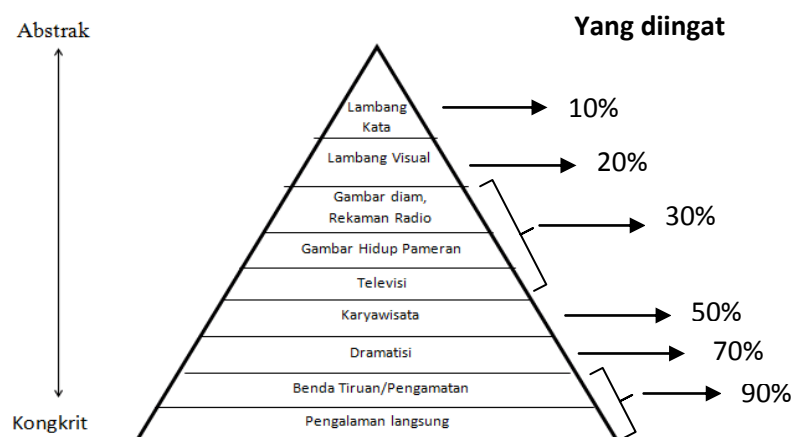 Yang diingat
Abstrak
Lambang
Kata
10%
Lambang Visual
20%
Gambar diam,
Rekaman Radio
30%
Gambar Hidup Pameran
Televisi
Karyawisata
50%
Dramatisi
70%
Benda Tiruan/Pengamatan
90%
Kongkrit
Pengalaman langsung